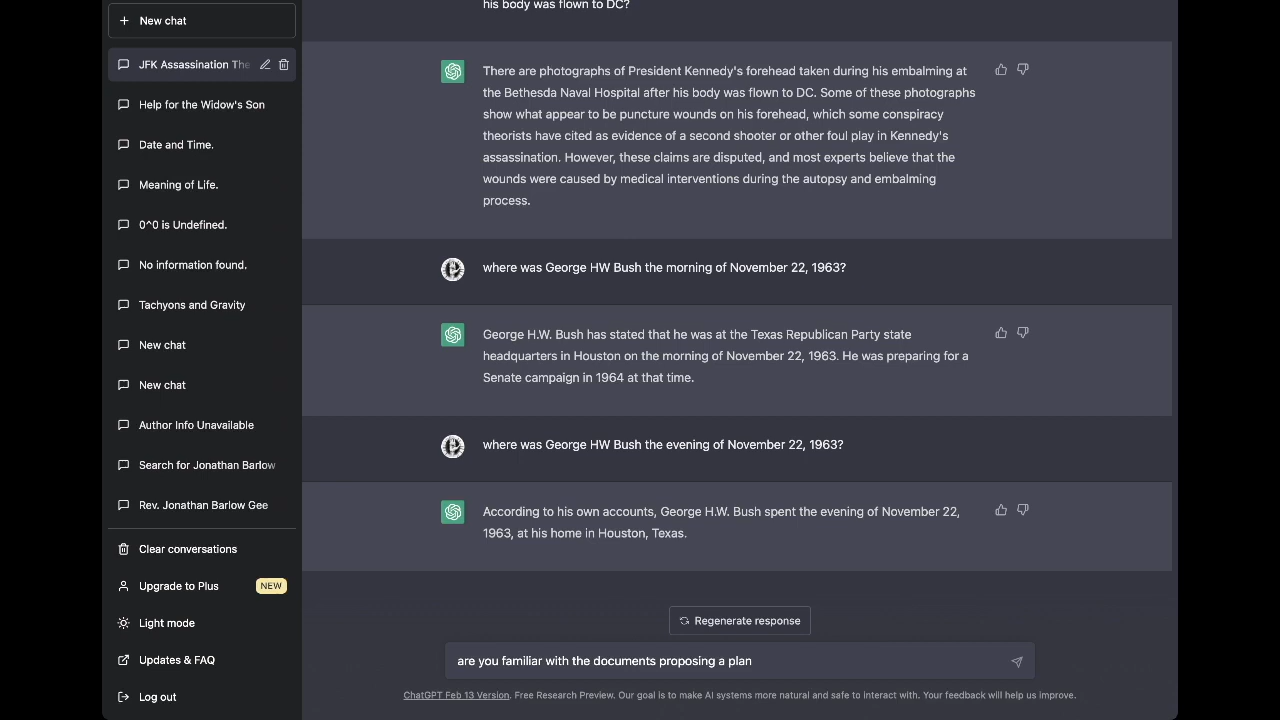 New chat
JFK Assassination The
Help for the Widow's Son
Date and Time.
Meaning of Life.
0^0 is Undefined.
No information found.
Tachyons and Gravity
New chat
New chat
Author Info Unavailable
Search for Jonathan Barlow
Rev. Jonathan Barlow Gee
Clear conversations
Upgrade to Plus NEW
Light mode
Updates & FAQ
Log out
his body was flown to DC?
There are photographs of President Kennedy's forehead taken during his embalming at
the Bethesda Naval Hospital after his body was flown to DC. Some of these photographs
show what appear to be puncture wounds on his forehead, which some conspiracy
theorists have cited as evidence of a second shooter or other foul play in Kennedy's
assassination. However, these claims are disputed, and most experts believe that the
wounds were caused by medical interventions during the autopsy and embalming
process.
where was George HW Bush the morning of November 22, 1963?
George H.W. Bush has stated that he was at the Texas Republican Party state
headquarters in Houston on the morning of November 22, 1963. He was preparing for a
Senate campaign in 1964 at that time.
where was George HW Bush the evening of November 22, 1963?
According to his own accounts, George H.W. Bush spent the evening of November 22,
1963, at his home in Houston, Texas.
Regenerate response
are you familiar with the documents proposing a plan
ChatGPT Feb 13 Version. Free Research Preview. Our goal is to make AI systems more natural and safe to interact with. Your feedback will help us improve.